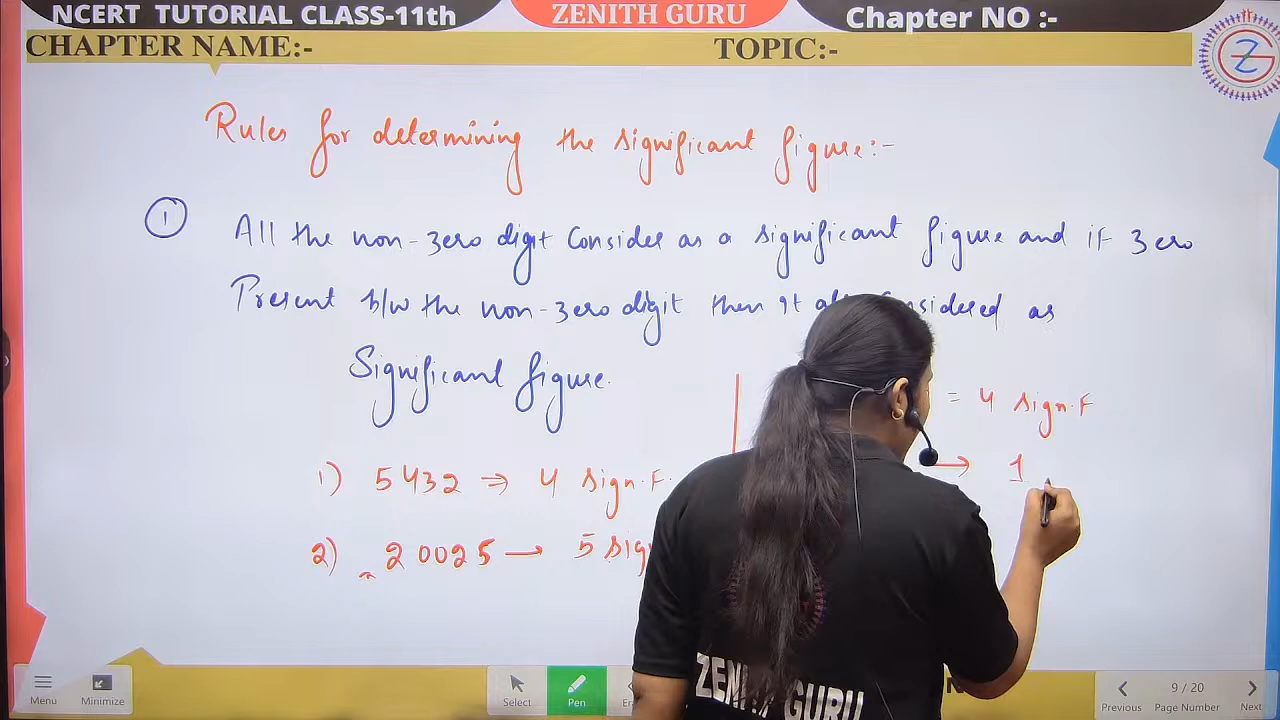 NCERT TUTORIAL CLASS-11th
ZENITH GURU
Chapter NO :-
CHAPTER NAME:-
TOPIC:-
Rules for determining the significant figure:-
1 All the non-zero digit Consider as a significant figure and if zero
Present b/w the non-zero digit then it considered as
Significant figure.
= 4 sign.F
1) 5432 ⇒ 4 sign.F.
→ 1
2) 20025 → 5 sig
ZENITH GURU
Menu
Minimize
Select
Pen
9 / 20
Previous
Page Number
Next